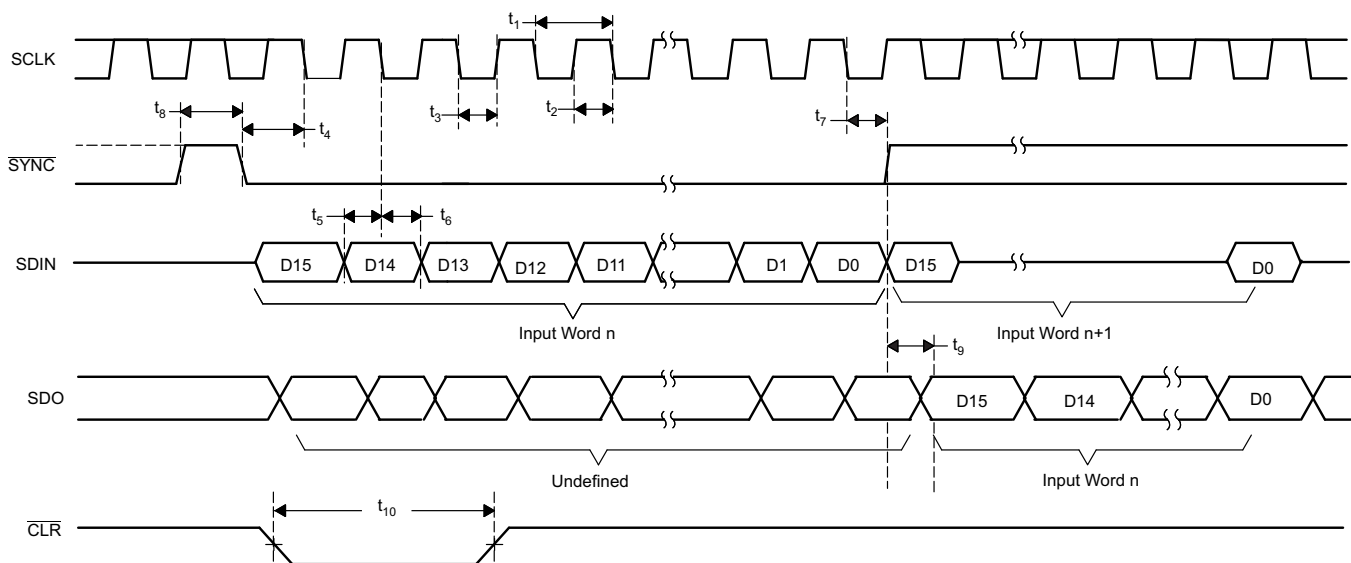 t1
SCLK
t8
t4
t3
t2
t7
SYNC
t5
t6
SDIN
D15
D14
D13
D12
D11
D1
D0
D15
D0
Input Word n
Input Word n+1
t9
SDO
D15
D14
D0
Undefined
Input Word n
t10
CLR